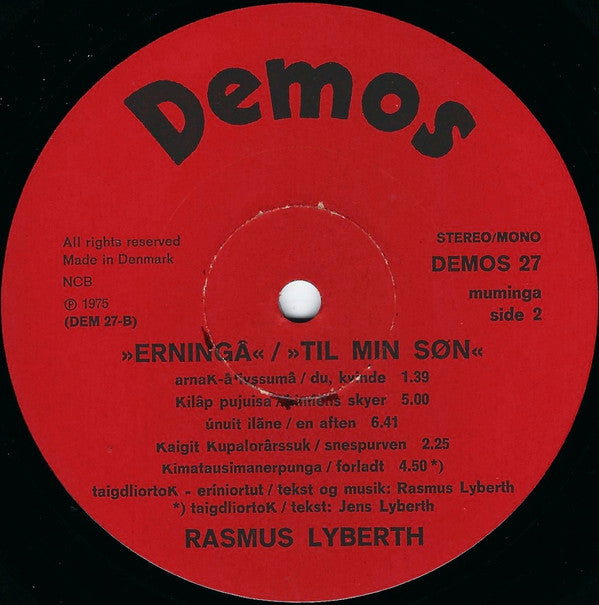 Demos
All rights reserved
Made in Denmark
NCB
℗ 1975
(DEM 27-B)
STEREO/MONO
DEMOS 27
muminga
side 2
»ERNINGÂ« / »TIL MIN SØN«
/ du, kvinde 1.39
Kilâp pujuisa / skyer 5.00
únuit ilâne / en aften 6.41
Kaigit Kupalorârssuk / snespurven 2.25
Kimatausimanerpunga / forladt 4.50 *)
taigdliortoK - eríniortut / tekst og musik: Rasmus Lyberth
*) taigdliortoK / tekst: Jens Lyberth
RASMUS LYBERTH